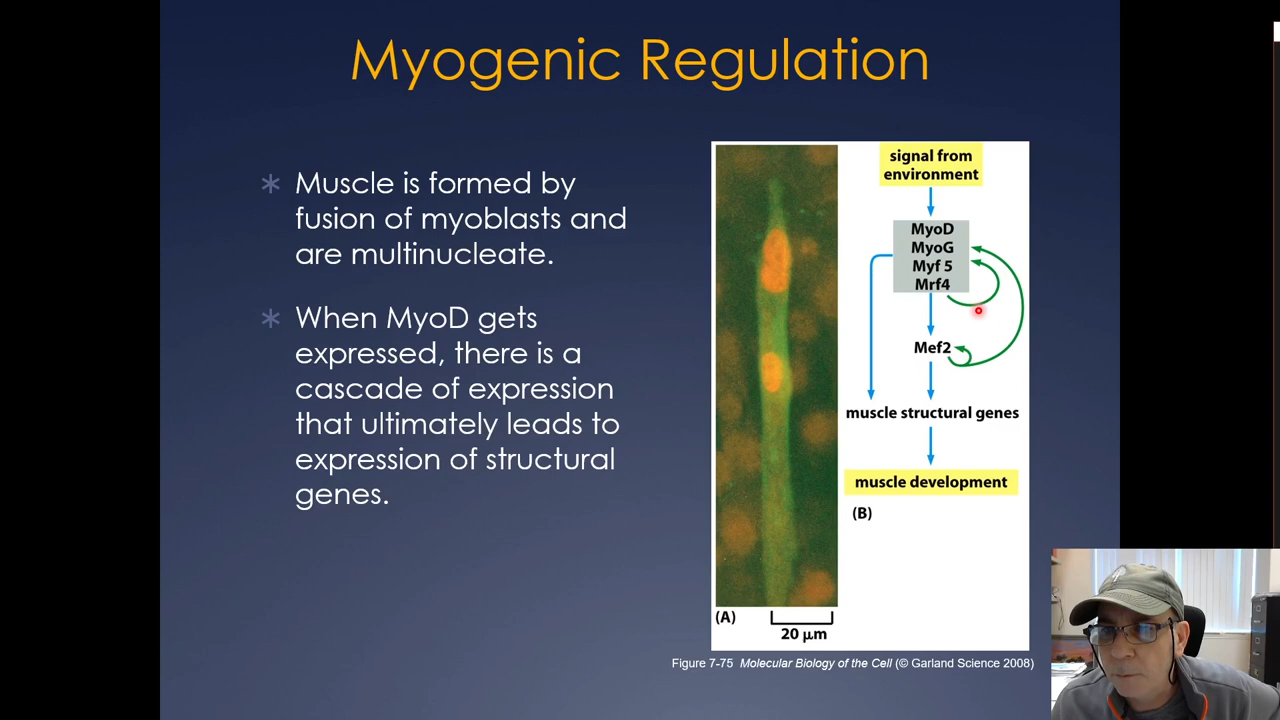 Myogenic Regulation
Muscle is formed by
fusion of myoblasts and
are multinucleate.
When MyoD gets
expressed, there is a
cascade of expression
that ultimately leads to
expression of structural
genes.
(A)
20 μm
signal from
environment
MyoD
MyoG
Myf 5
Mrf4
Mef2
muscle structural genes
muscle development
(B)
Figure 7-75 Molecular Biology of the Cell (© Garland Science 2008)